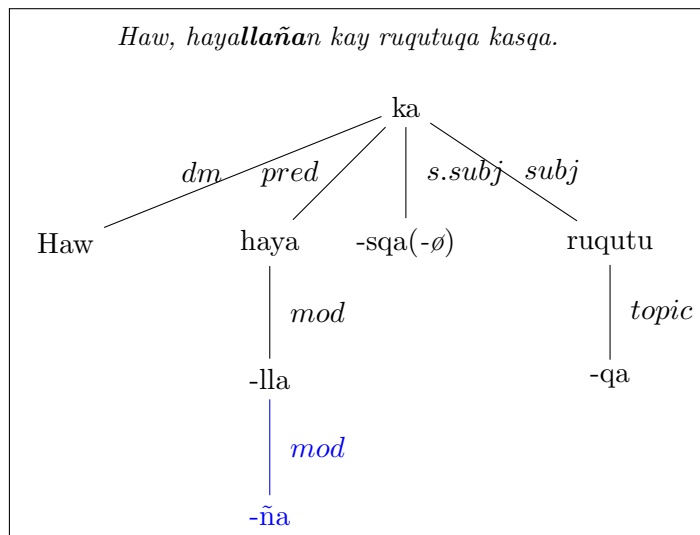 Haw, hayallañan kay ruqutuqa kasqa.
ka
dm pred s.subj subj
Haw haya -sqa(-ø) ruqutu
mod topic
-lla -qa
mod
-ña